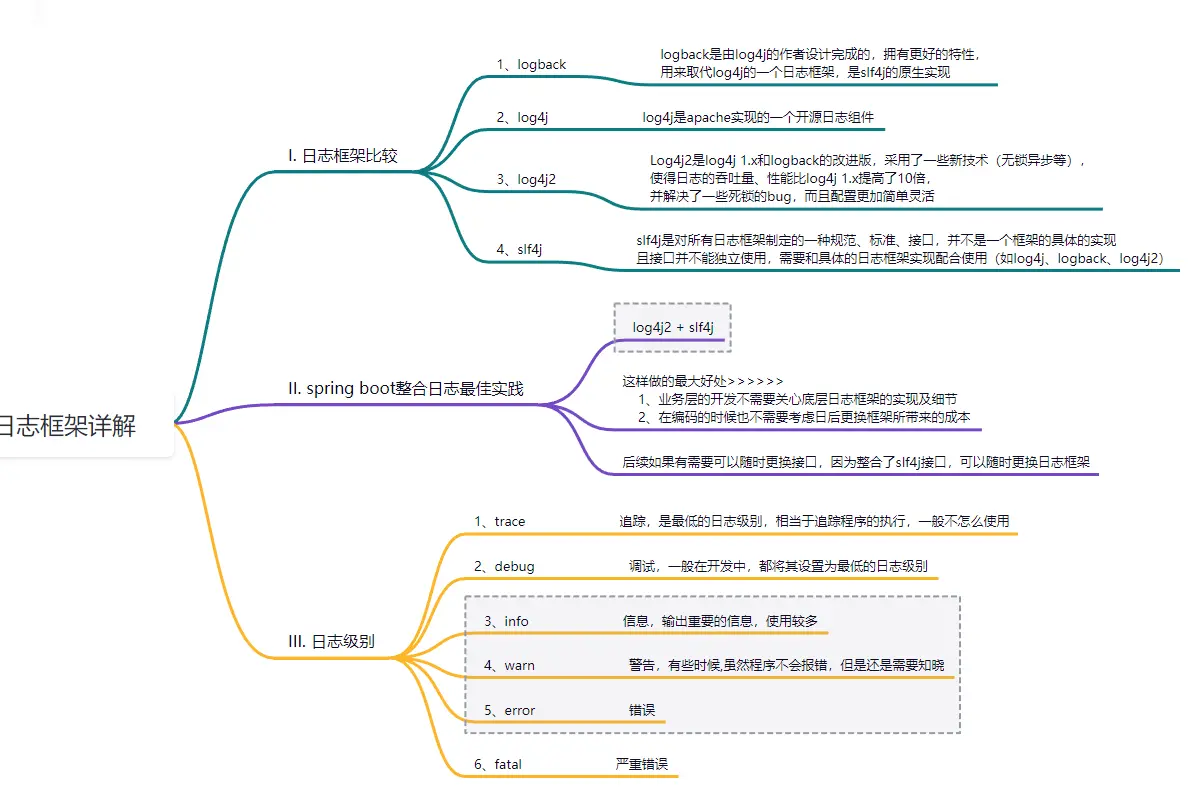 日志框架详解
I. 日志框架比较
1、logback
logback是由log4j的作者设计完成的，拥有更好的特性，
用来取代log4j的一个日志框架，是slf4j的原生实现
2、log4j
log4j是apache实现的一个开源日志组件
3、log4j2
Log4j2是log4j 1.x和logback的改进版，采用了一些新技术（无锁异步等），
使得日志的吞吐量、性能比log4j 1.x提高了10倍，
并解决了一些死锁的bug，而且配置更加简单灵活
4、slf4j
slf4j是对所有日志框架制定的一种规范、标准、接口，并不是一个框架的具体的实现
且接口并不能独立使用，需要和具体的日志框架实现配合使用（如log4j、logback、log4j2）
II. spring boot整合日志最佳实践
log4j2 + slf4j
这样做的最大好处>>>>>>
1、业务层的开发不需要关心底层日志框架的实现及细节
2、在编码的时候也不需要考虑日后更换框架所带来的成本
后续如果有需要可以随时更换接口，因为整合了slf4j接口，可以随时更换日志框架
III. 日志级别
1、trace
追踪，是最低的日志级别，相当于追踪程序的执行，一般不怎么使用
2、debug
调试，一般在开发中，都将其设置为最低的日志级别
3、info
信息，输出重要的信息，使用较多
4、warn
警告，有些时候,虽然程序不会报错，但是还是需要知晓
5、error
错误
6、fatal
严重错误